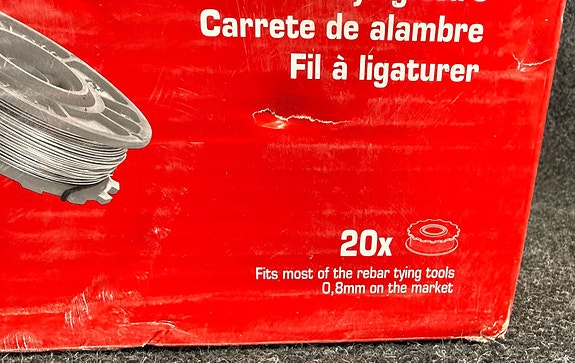 Carrete de alambre
Fil à ligaturer
20x
Fits most of the rebar tying tools
0,8mm on the market